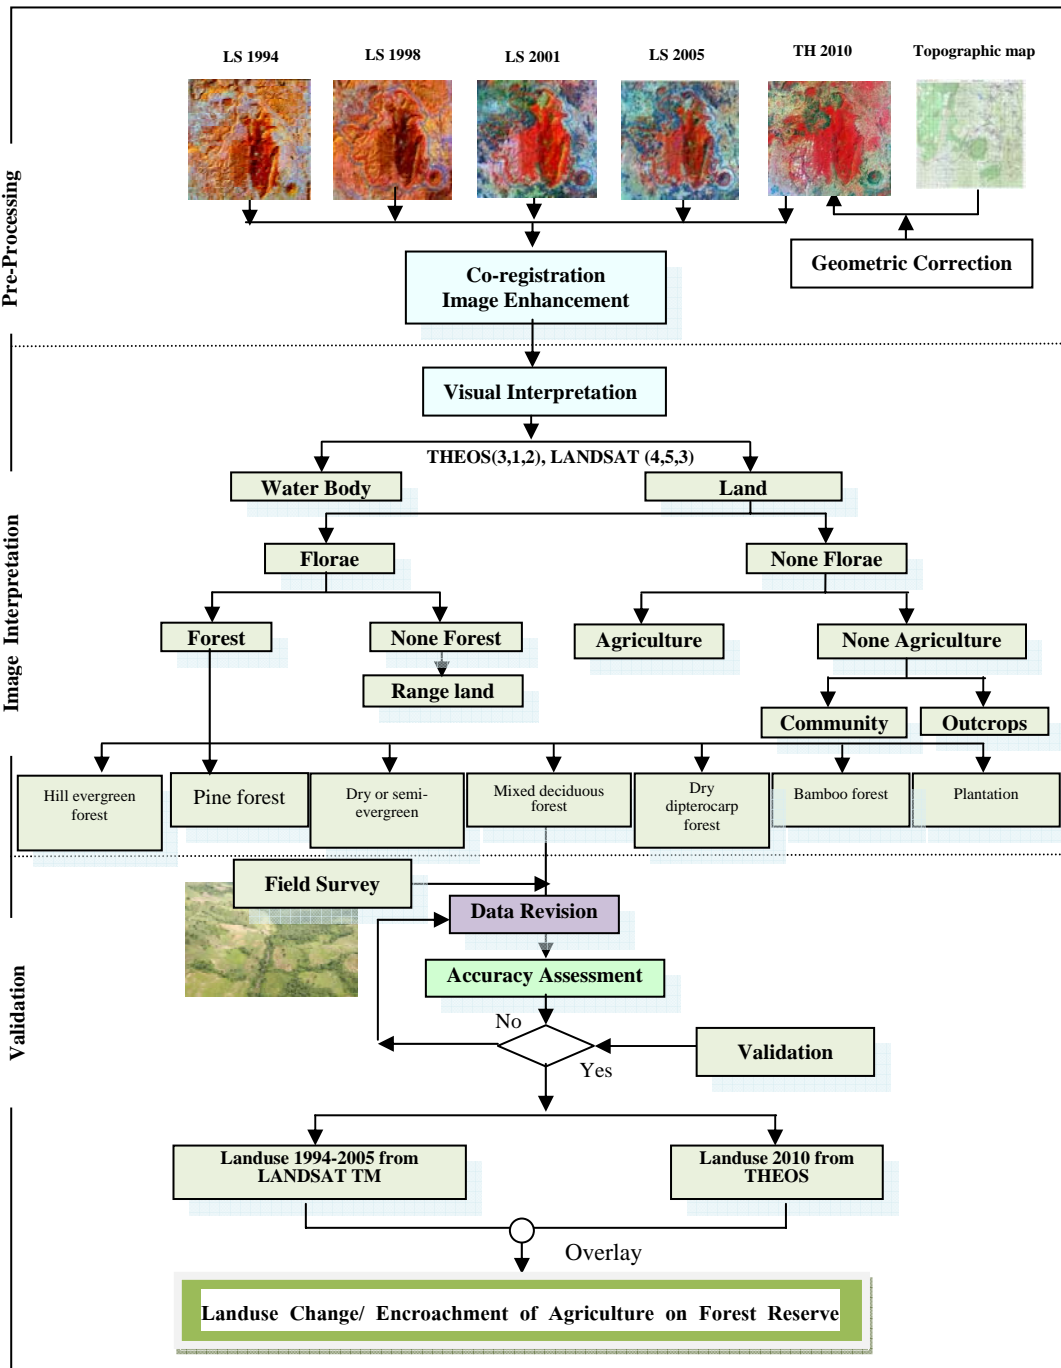 LS 1994
LS 1998
LS 2001
LS 2005
TH 2010
Topographic map
Pre-Processing
Geometric Correction
Co-registration
Image Enhancement
Visual Interpretation
THEOS(3,1,2), LANDSAT (4,5,3)
Water Body
Land
Image Interpretation
Florae
None Florae
Forest
None Forest
Agriculture
None Agriculture
Range land
Community
Outcrops
Hill evergreen
forest
Pine forest
Dry or semi-
evergreen
Mixed deciduous
forest
Dry
dipterocarp
forest
Bamboo forest
Plantation
Validation
Field Survey
Data Revision
Accuracy Assessment
No
Validation
Yes
Landuse 1994-2005 from
LANDSAT TM
Landuse 2010 from
THEOS
Overlay
Landuse Change/ Encroachment of Agriculture on Forest Reserve